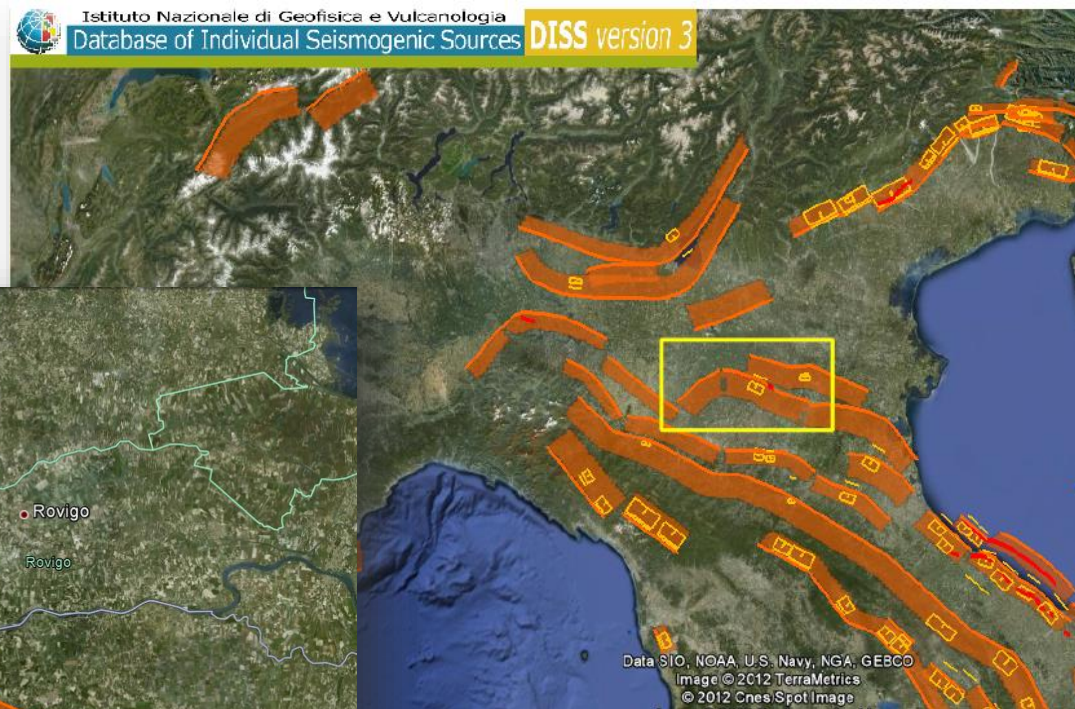 Istituto Nazionale di Geofisica e Vulcanologia
Database of Individual Seismogenic Sources DISS version 3
Rovigo
Rovigo
Data SIO, NOAA, U.S. Navy, NGA, GEBCO
Image © 2012 TerraMetrics
© 2012 Cnes/Spot Image